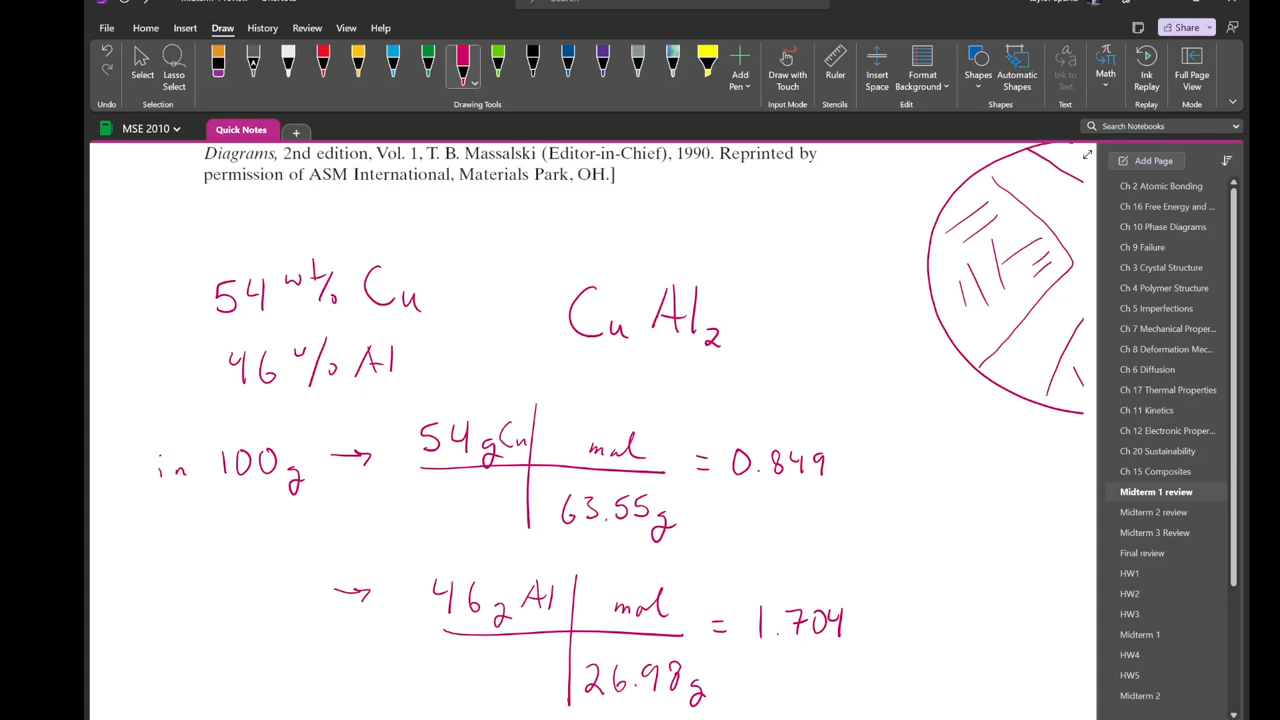 File Home Insert Draw History Review View Help
Share
Select Lasso Select Add Pen Draw with Touch Ruler Insert Space Format Background Shapes Automatic Shapes Ink to Text Math Ink Replay Full Page View
Undo Selection Drawing Tools Input Mode Stencils Edit Shapes Text Math Replay Mode
MSE 2010 Quick Notes + Search Notebooks
Diagrams, 2nd edition, Vol. 1, T. B. Massalski (Editor-in-Chief), 1990. Reprinted by
permission of ASM International, Materials Park, OH.]
54 wt% Cu
Cu Al2
46 w% Al
in 100g → 54 g Cu mol = 0.849
63.55g
→ 46g Al mol = 1.704
26.98g
Add Page
Ch 2 Atomic Bonding
Ch 16 Free Energy and ...
Ch 10 Phase Diagrams
Ch 9 Failure
Ch 3 Crystal Structure
Ch 4 Polymer Structure
Ch 5 Imperfections
Ch 7 Mechanical Proper...
Ch 8 Deformation Mec...
Ch 6 Diffusion
Ch 17 Thermal Properties
Ch 11 Kinetics
Ch 12 Electronic Proper...
Ch 20 Sustainability
Ch 15 Composites
Midterm 1 review
Midterm 2 review
Midterm 3 Review
Final review
HW1
HW2
HW3
Midterm 1
HW4
HW5
Midterm 2